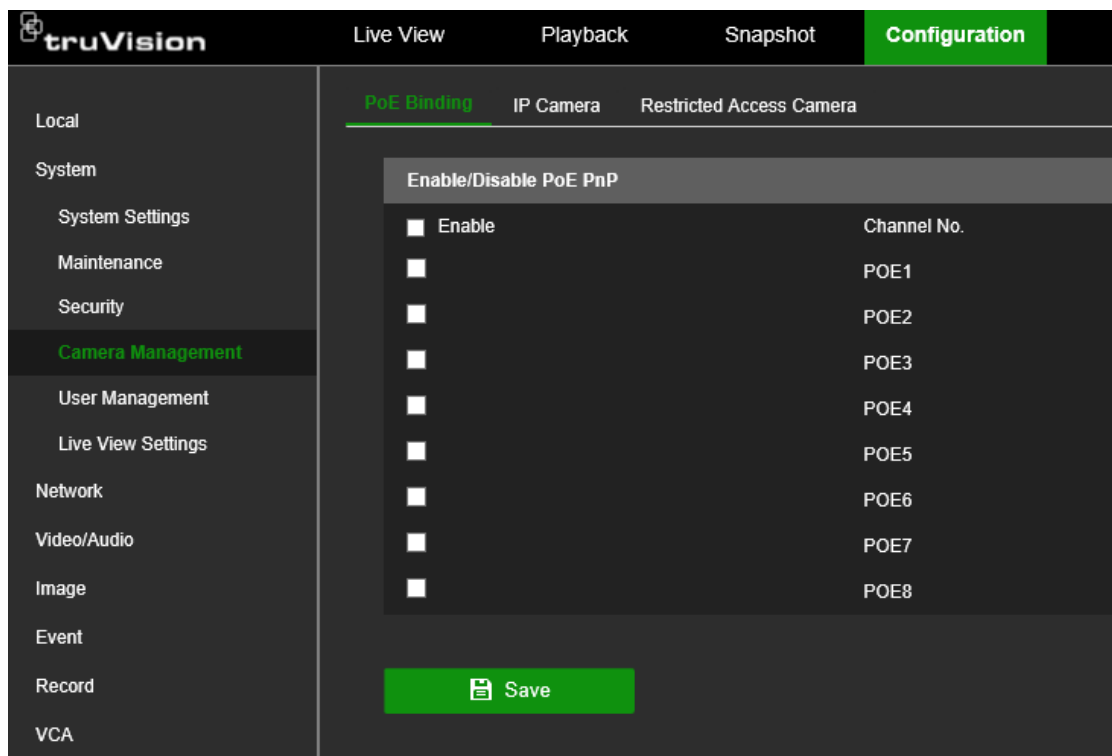 truVision Live View Playback Snapshot Configuration
PoE Binding IP Camera Restricted Access Camera
Local
System
System Settings
Maintenance
Security
Camera Management
User Management
Live View Settings
Network
Video/Audio
Image
Event
Record
VCA
Enable/Disable PoE PnP
Enable Channel No.
POE1
POE2
POE3
POE4
POE5
POE6
POE7
POE8
Save